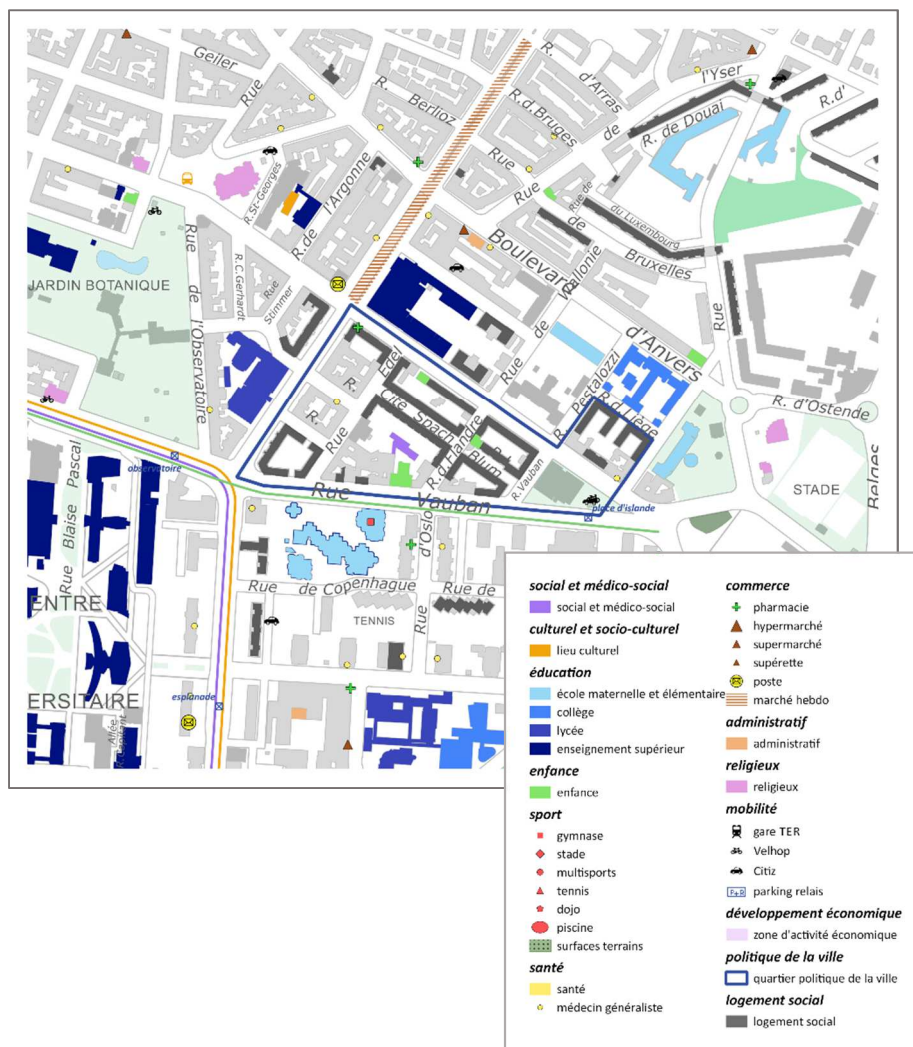 Geiler
Rue
R.
Berlioz
R.
d'Arras
de
l'Yser
R.d'
R.d.Bruges
R. de Douai
Rue
Rue
Rue de
de
du Luxembourg
R.St-Georges
R.de
l'Argonne
Boulevard
Wallonie
Bruxelles
Rue
de
l'Observatoire
R.C.Gerhardt
Rue
Stimmer
JARDIN BOTANIQUE
Rue
de
d'Anvers
Rue
R. d'Ostende
R. Pestalozzi
R.d.Liège
Edel
R.
R.
Rue
Cité Spach
R.d.Flandre
Blum
R.Vauban
STADE
observatoire
Rue Blaise Pascal
Rue Vauban
place d'islande
d'Oslo
Rue de Copenhague
Rue de
Rue
TENNIS
ENTRE
ERSITAIRE
esplanade
Allée
R.Capitant
social et médico-social
social et médico-social
culturel et socio-culturel
lieu culturel
éducation
école maternelle et élémentaire
collège
lycée
enseignement supérieur
enfance
enfance
sport
gymnase
stade
multisports
tennis
dojo
piscine
surfaces terrains
santé
santé
médecin généraliste
commerce
pharmacie
hypermarché
supermarché
supérette
poste
marché hebdo
administratif
administratif
religieux
religieux
mobilité
gare TER
Velhop
Citiz
P+R parking relais
développement économique
zone d'activité économique
politique de la ville
quartier politique de la ville
logement social
logement social